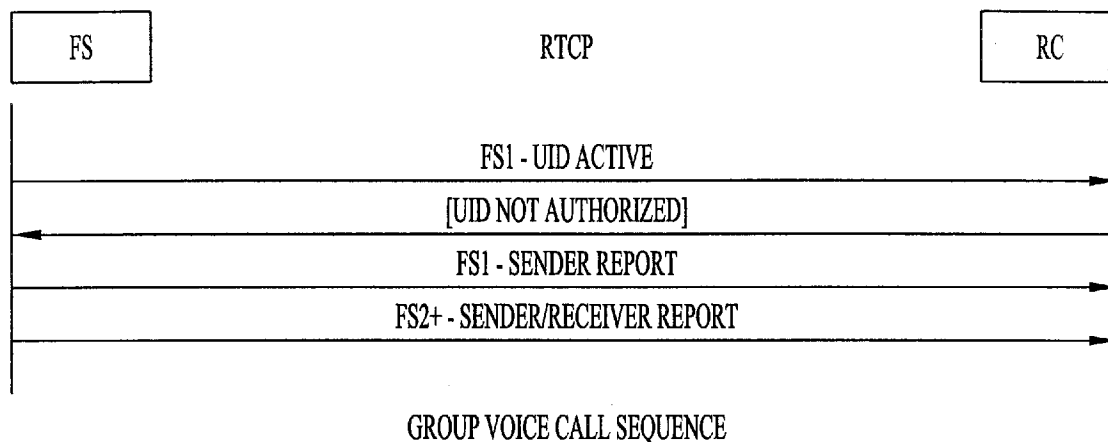 FS
RTCP
RC
FS1 - UID ACTIVE
[UID NOT AUTHORIZED]
FS1 - SENDER REPORT
FS2+ - SENDER/RECEIVER REPORT
GROUP VOICE CALL SEQUENCE